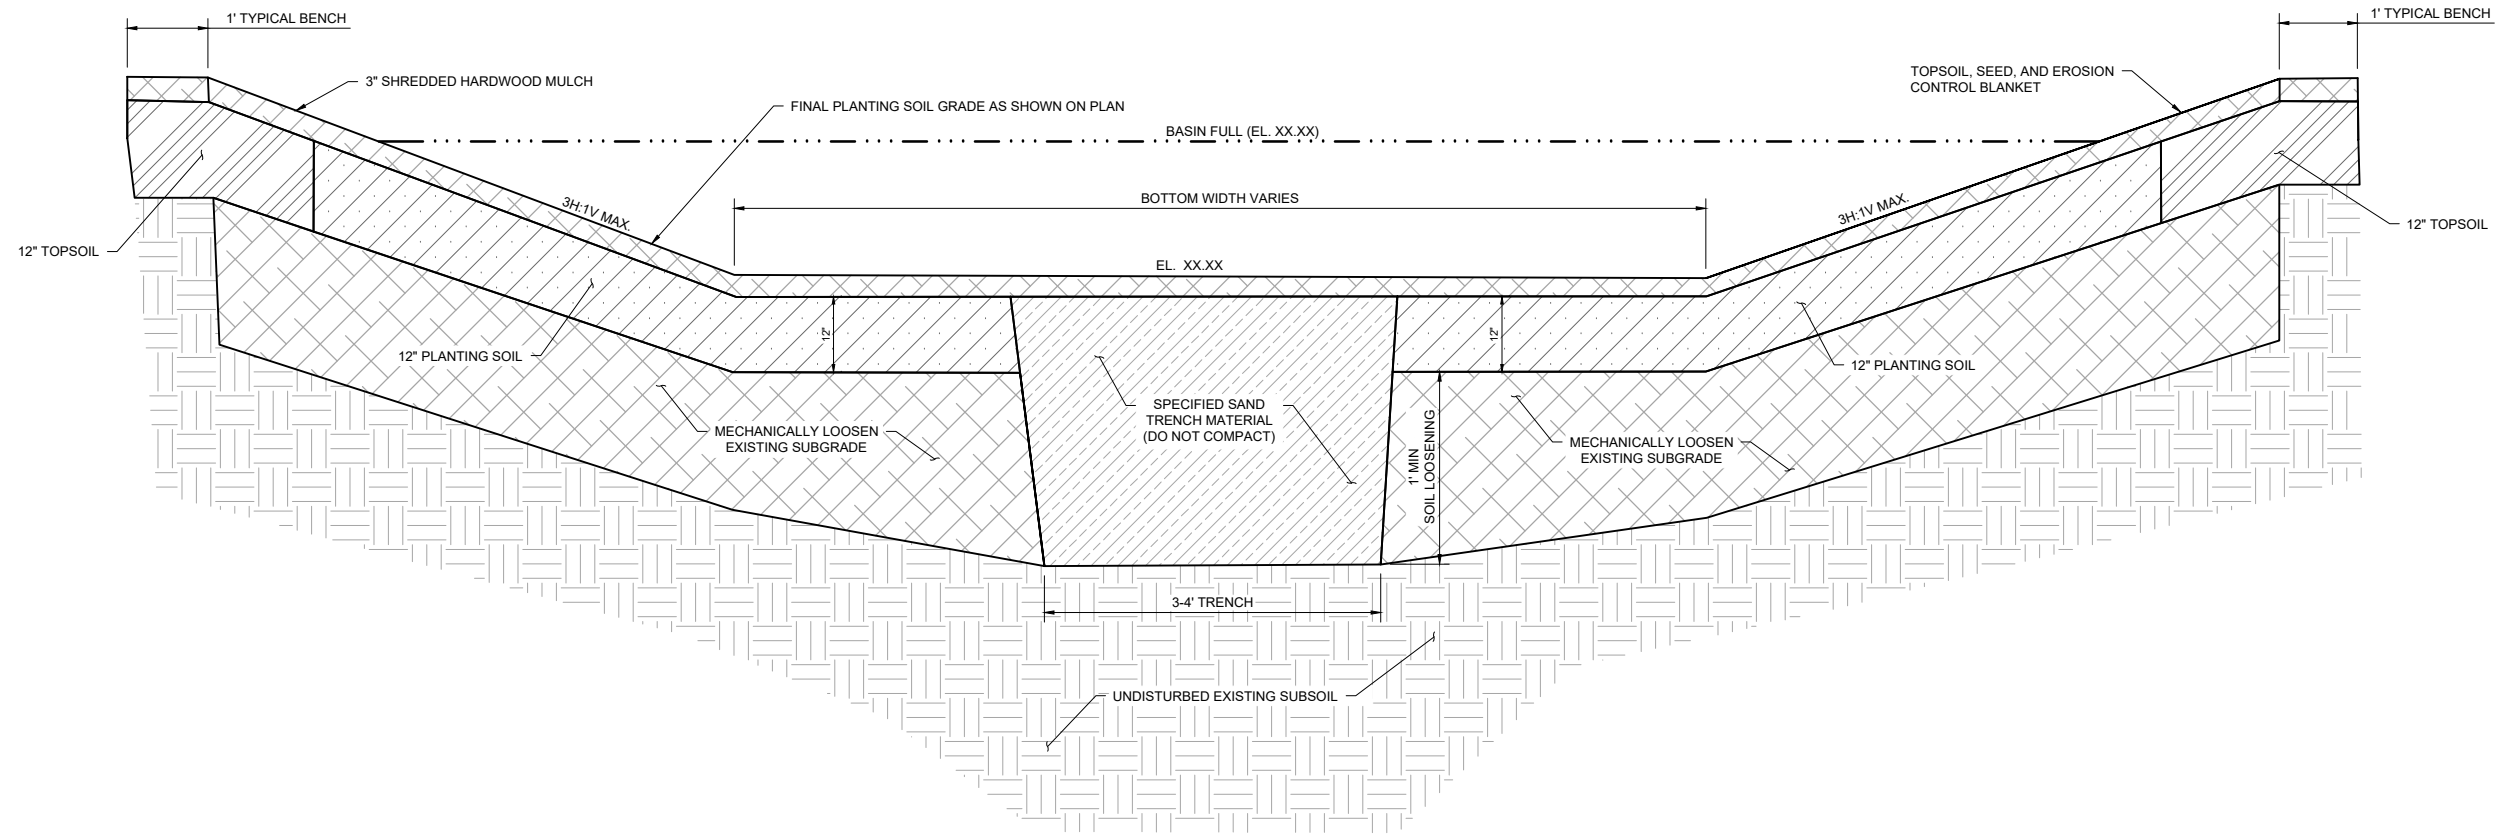 1' TYPICAL BENCH
1' TYPICAL BENCH
3" SHREDDED HARDWOOD MULCH
TOPSOIL, SEED, AND EROSION
CONTROL BLANKET
FINAL PLANTING SOIL GRADE AS SHOWN ON PLAN
BASIN FULL (EL. XX.XX)
BOTTOM WIDTH VARIES
3H:1V MAX.
3H:1V MAX.
12" TOPSOIL
12" TOPSOIL
EL. XX.XX
12"
12"
12" PLANTING SOIL
12" PLANTING SOIL
SPECIFIED SAND
TRENCH MATERIAL
(DO NOT COMPACT)
MECHANICALLY LOOSEN
EXISTING SUBGRADE
1' MIN
SOIL LOOSENING
MECHANICALLY LOOSEN
EXISTING SUBGRADE
3-4' TRENCH
UNDISTURBED EXISTING SUBSOIL